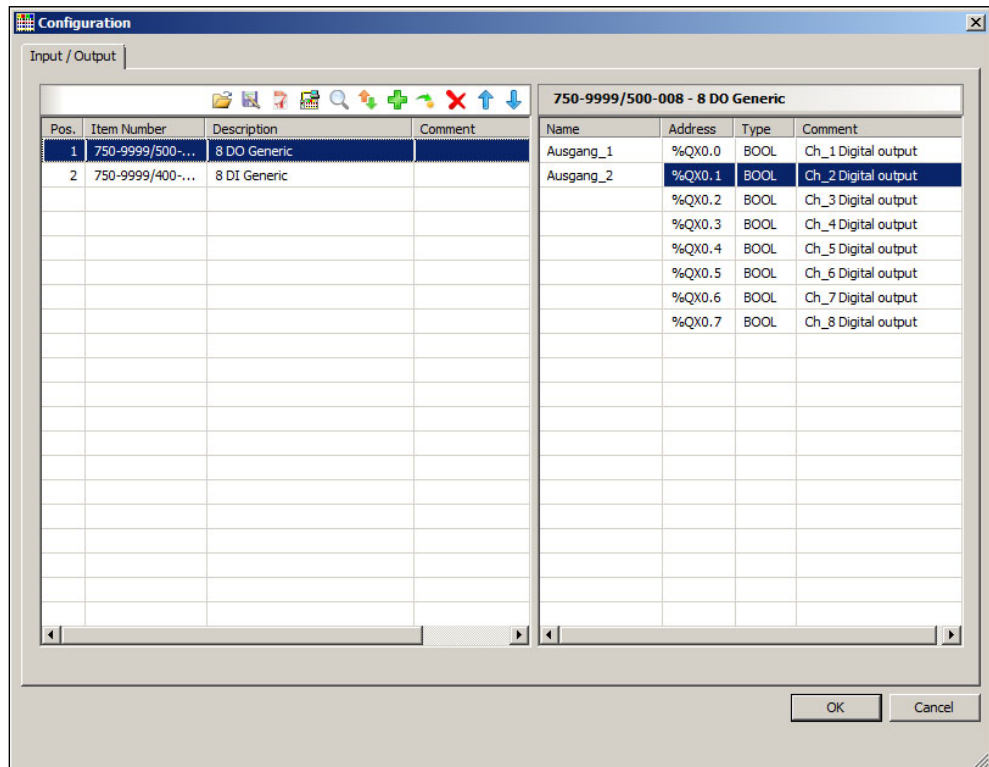 Configuration
Input / Output
750-9999/500-008 - 8 DO Generic
Pos. Item Number Description Comment
1 750-9999/500-... 8 DO Generic
2 750-9999/400-... 8 DI Generic
Name Address Type Comment
Ausgang_1 %QX0.0 BOOL Ch_1 Digital output
Ausgang_2 %QX0.1 BOOL Ch_2 Digital output
%QX0.2 BOOL Ch_3 Digital output
%QX0.3 BOOL Ch_4 Digital output
%QX0.4 BOOL Ch_5 Digital output
%QX0.5 BOOL Ch_6 Digital output
%QX0.6 BOOL Ch_7 Digital output
%QX0.7 BOOL Ch_8 Digital output
OK Cancel